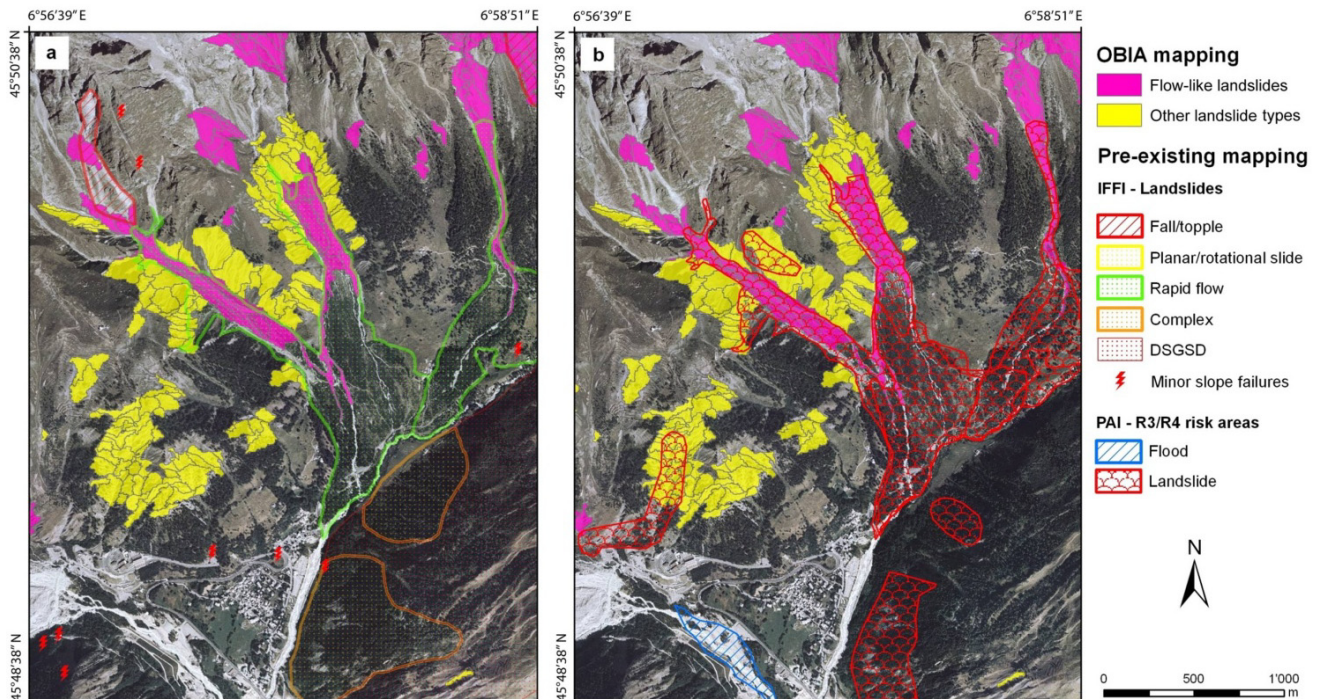 6°56'39"E
6°58'51"E
6°56'39"E
6°58'51"E
45°50'38"N
45°48'38"N
a
45°50'38"N
45°48'38"N
b
OBIA mapping
Flow-like landslides
Other landslide types
Pre-existing mapping
IFFI - Landslides
Fall/topple
Planar/rotational slide
Rapid flow
Complex
DSGSD
Minor slope failures
PAI - R3/R4 risk areas
Flood
Landslide
N
0 500 1'000
m